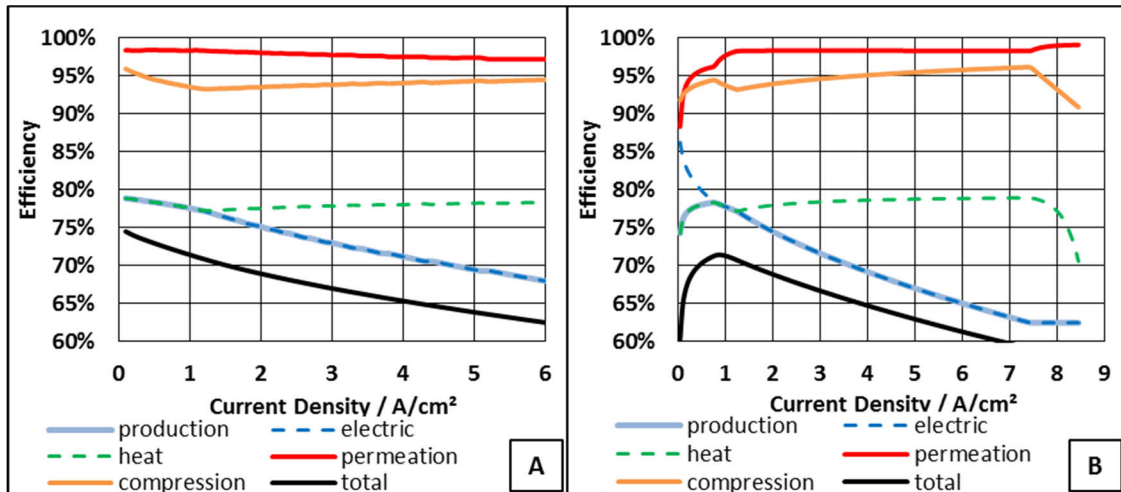 100%
95%
90%
85%
80%
75%
70%
65%
60%
Efficiency
0 1 2 3 4 5 6
Current Density / A/cm²
production electric
heat permeation
compression total
A
100%
95%
90%
85%
80%
75%
70%
65%
60%
Efficiency
0 1 2 3 4 5 6 7 8 9
Current Density / A/cm²
production electric
heat permeation
compression total
B